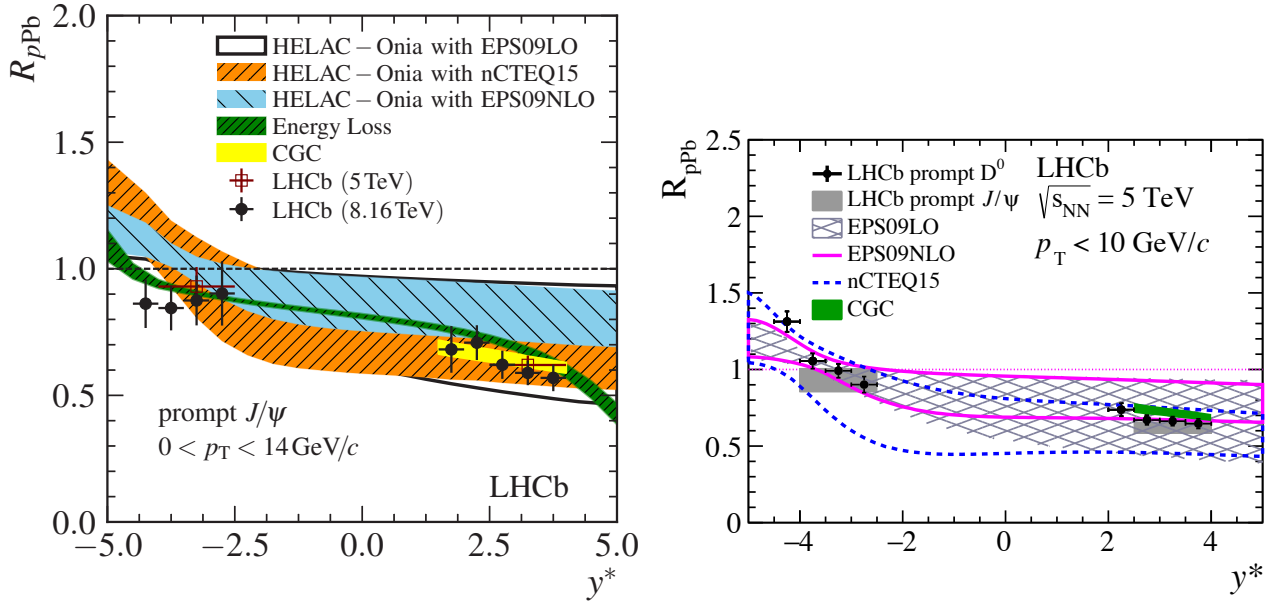 R_pPb
2.0
1.5
1.0
0.5
0.0
HELAC − Onia with EPS09LO
HELAC − Onia with nCTEQ15
HELAC − Onia with EPS09NLO
Energy Loss
CGC
LHCb (5 TeV)
LHCb (8.16 TeV)
prompt J/ψ
0 < p_T < 14 GeV/c
LHCb
−5.0 −2.5 0.0 2.5 5.0
y*
R_pPb
2.5
2
1.5
1
0.5
0
LHCb prompt D⁰
LHCb prompt J/ψ
EPS09LO
EPS09NLO
nCTEQ15
CGC
LHCb
√s_NN = 5 TeV
p_T < 10 GeV/c
−4 −2 0 2 4
y*